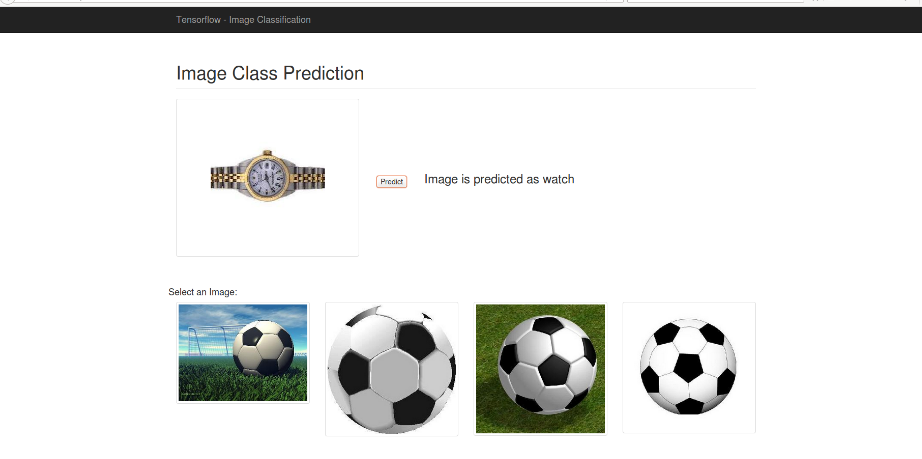 Tensorflow - Image Classification
Image Class Prediction
Predict
Image is predicted as watch
Select an Image: